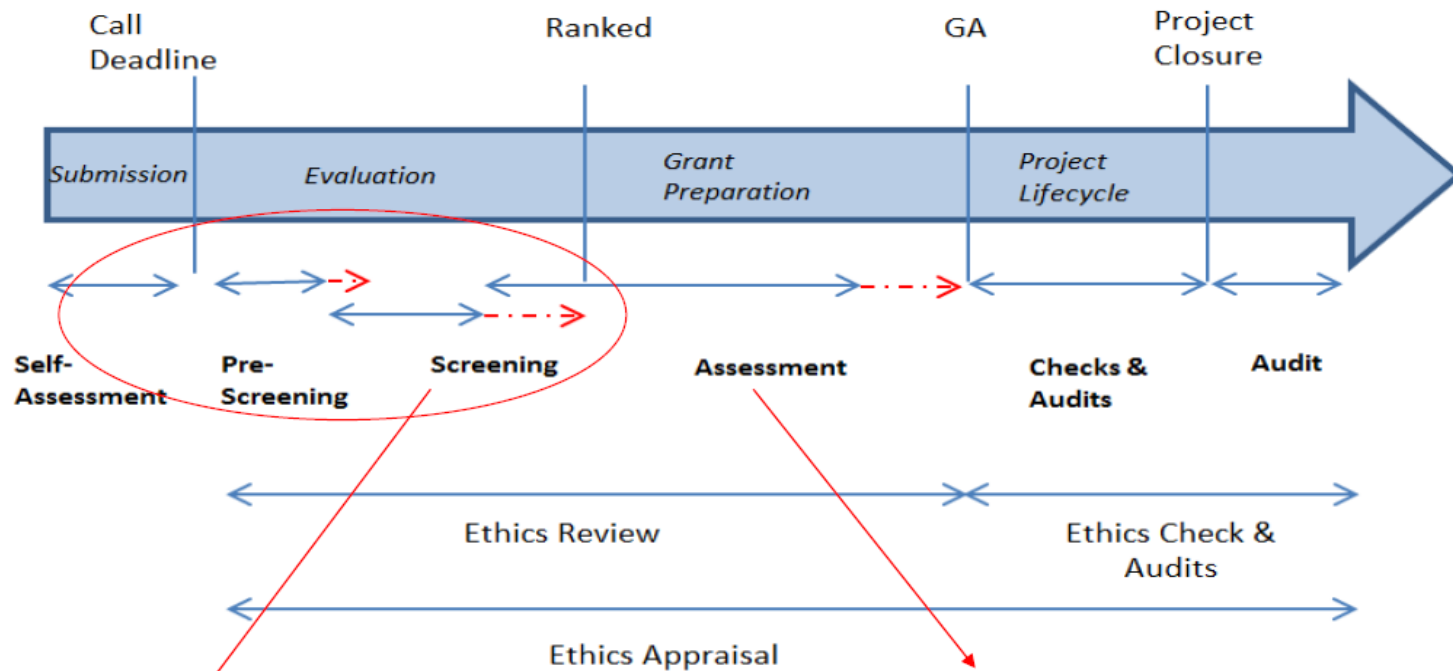 Call
Deadline
Ranked
GA
Project
Closure
Submission
Evaluation
Grant
Preparation
Project
Lifecycle
Self-
Assessment
Pre-
Screening
Screening
Assessment
Checks &
Audits
Audit
Ethics Review
Ethics Check &
Audits
Ethics Appraisal